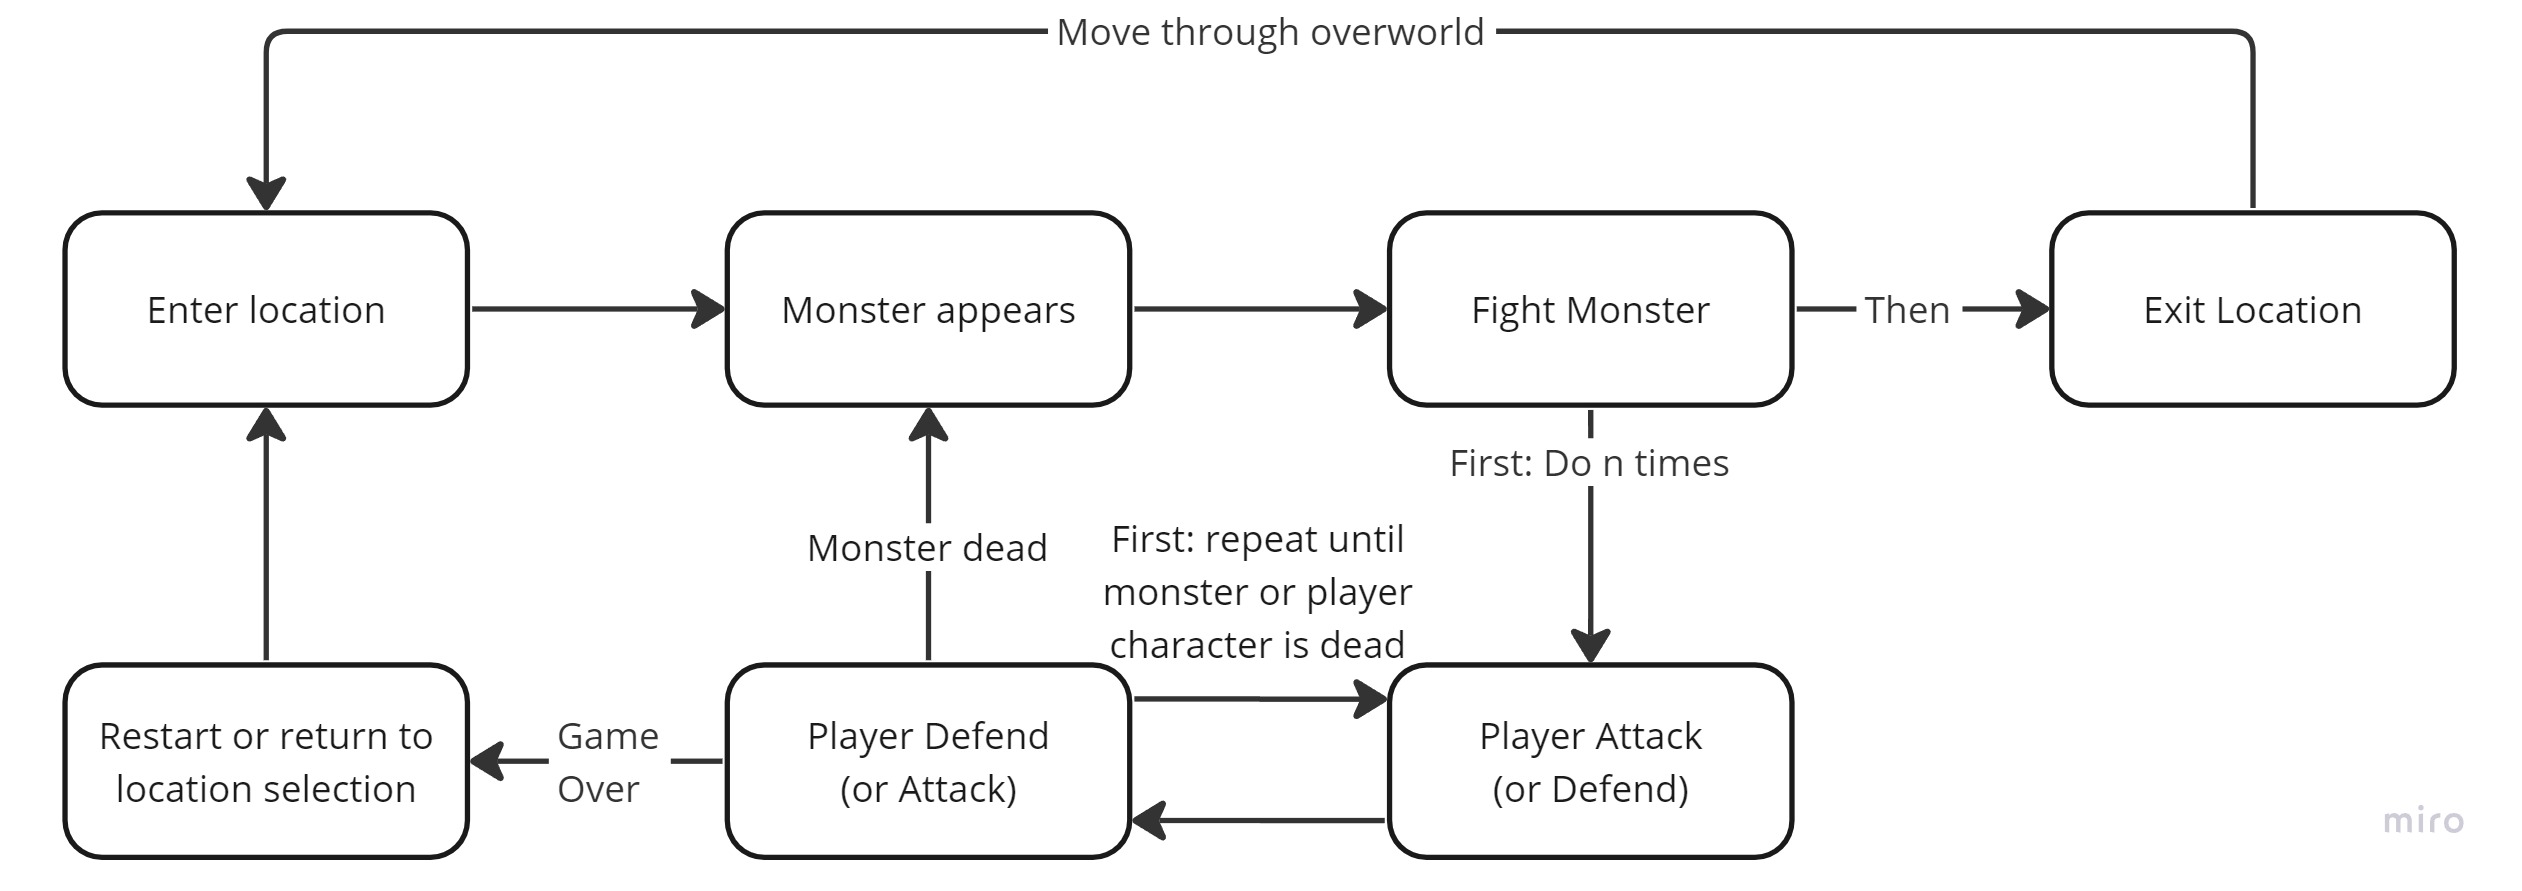 Move through overworld
Enter location
Monster appears
Fight Monster
Then
Exit Location
First: Do n times
Monster dead
First: repeat until
monster or player
character is dead
Restart or return to
location selection
Game
Over
Player Defend
(or Attack)
Player Attack
(or Defend)
miro